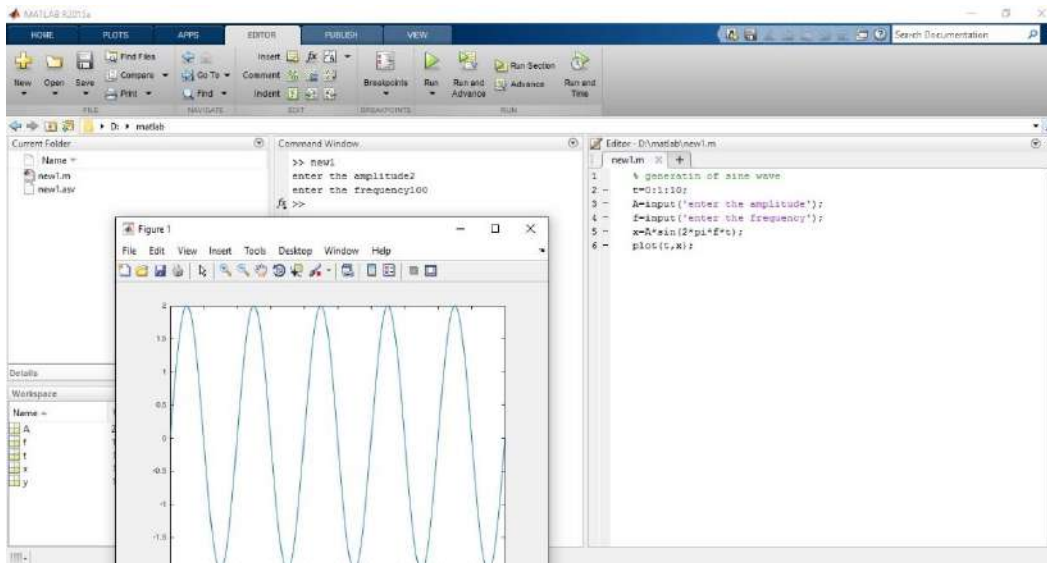 MATLAB R2015a
HOME PLOTS APPS EDITOR PUBLISH VIEW
Search Documentation
New Open Save
Find Files
Compare
Print
Go To
Find
Insert
Comment
Indent
Breakpoints
Run
Run and Advance
Run Section
Advance
Run and Time
FILE NAVIGATE EDIT BREAKPOINTS RUN
D: matlab
Current Folder
Name
new1.m
new1.asv
Details
Workspace
Name
A
f
t
x
y
Command Window
>> new1
enter the amplitude2
enter the frequency100
fx >>
Editor - D:\matlab\new1.m
new1.m
1 % generatin of sine wave
2 - t=0:1:10;
3 - A=input('enter the amplitude');
4 - f=input('enter the frequency');
5 - x=A*sin(2*pi*f*t);
6 - plot(t,x);
Figure 1
File Edit View Insert Tools Desktop Window Help
2
1.5
1
0.5
0
-0.5
-1
-1.5